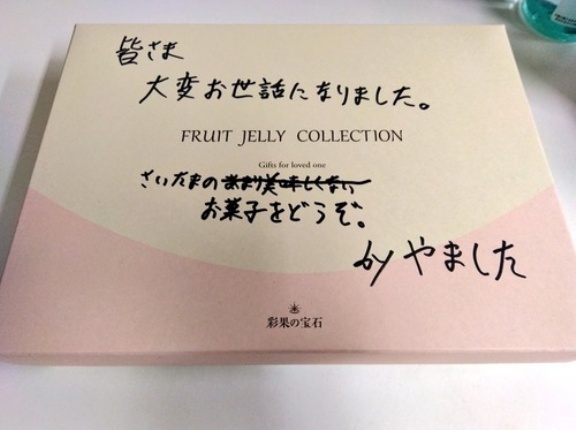 皆さま
大変お世話になりました。
FRUIT JELLY COLLECTION
Gifts for loved one
さいたまのあまり美味しくない
お菓子をどうぞ。
by やました
彩果の宝石